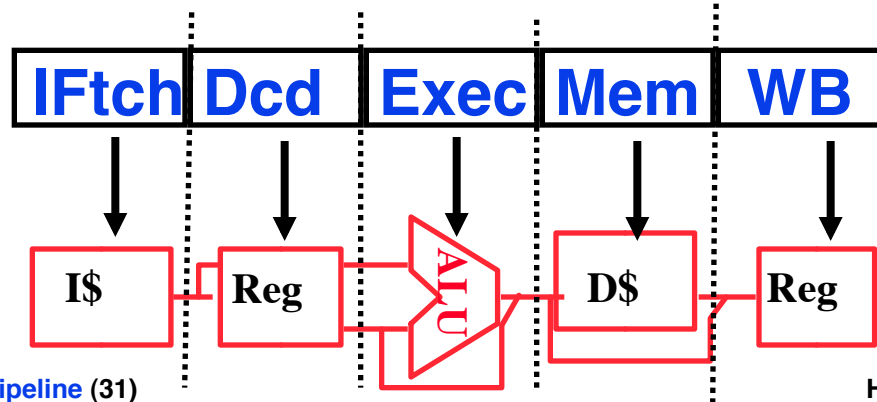 IFtch Dcd Exec Mem WB
I$ Reg ALU D$ Reg
ipeline (31) H